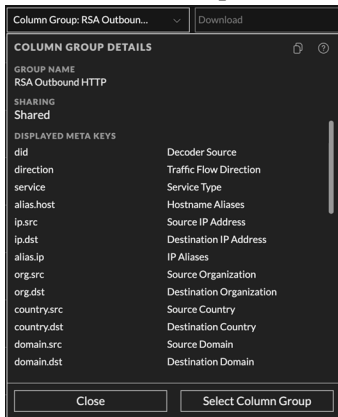 Column Group: RSA Outboun... Download
COLUMN GROUP DETAILS
GROUP NAME
RSA Outbound HTTP
SHARING
Shared
DISPLAYED META KEYS
did Decoder Source
direction Traffic Flow Direction
service Service Type
alias.host Hostname Aliases
ip.src Source IP Address
ip.dst Destination IP Address
alias.ip IP Aliases
org.src Source Organization
org.dst Destination Organization
country.src Source Country
country.dst Destination Country
domain.src Source Domain
domain.dst Destination Domain
Close Select Column Group